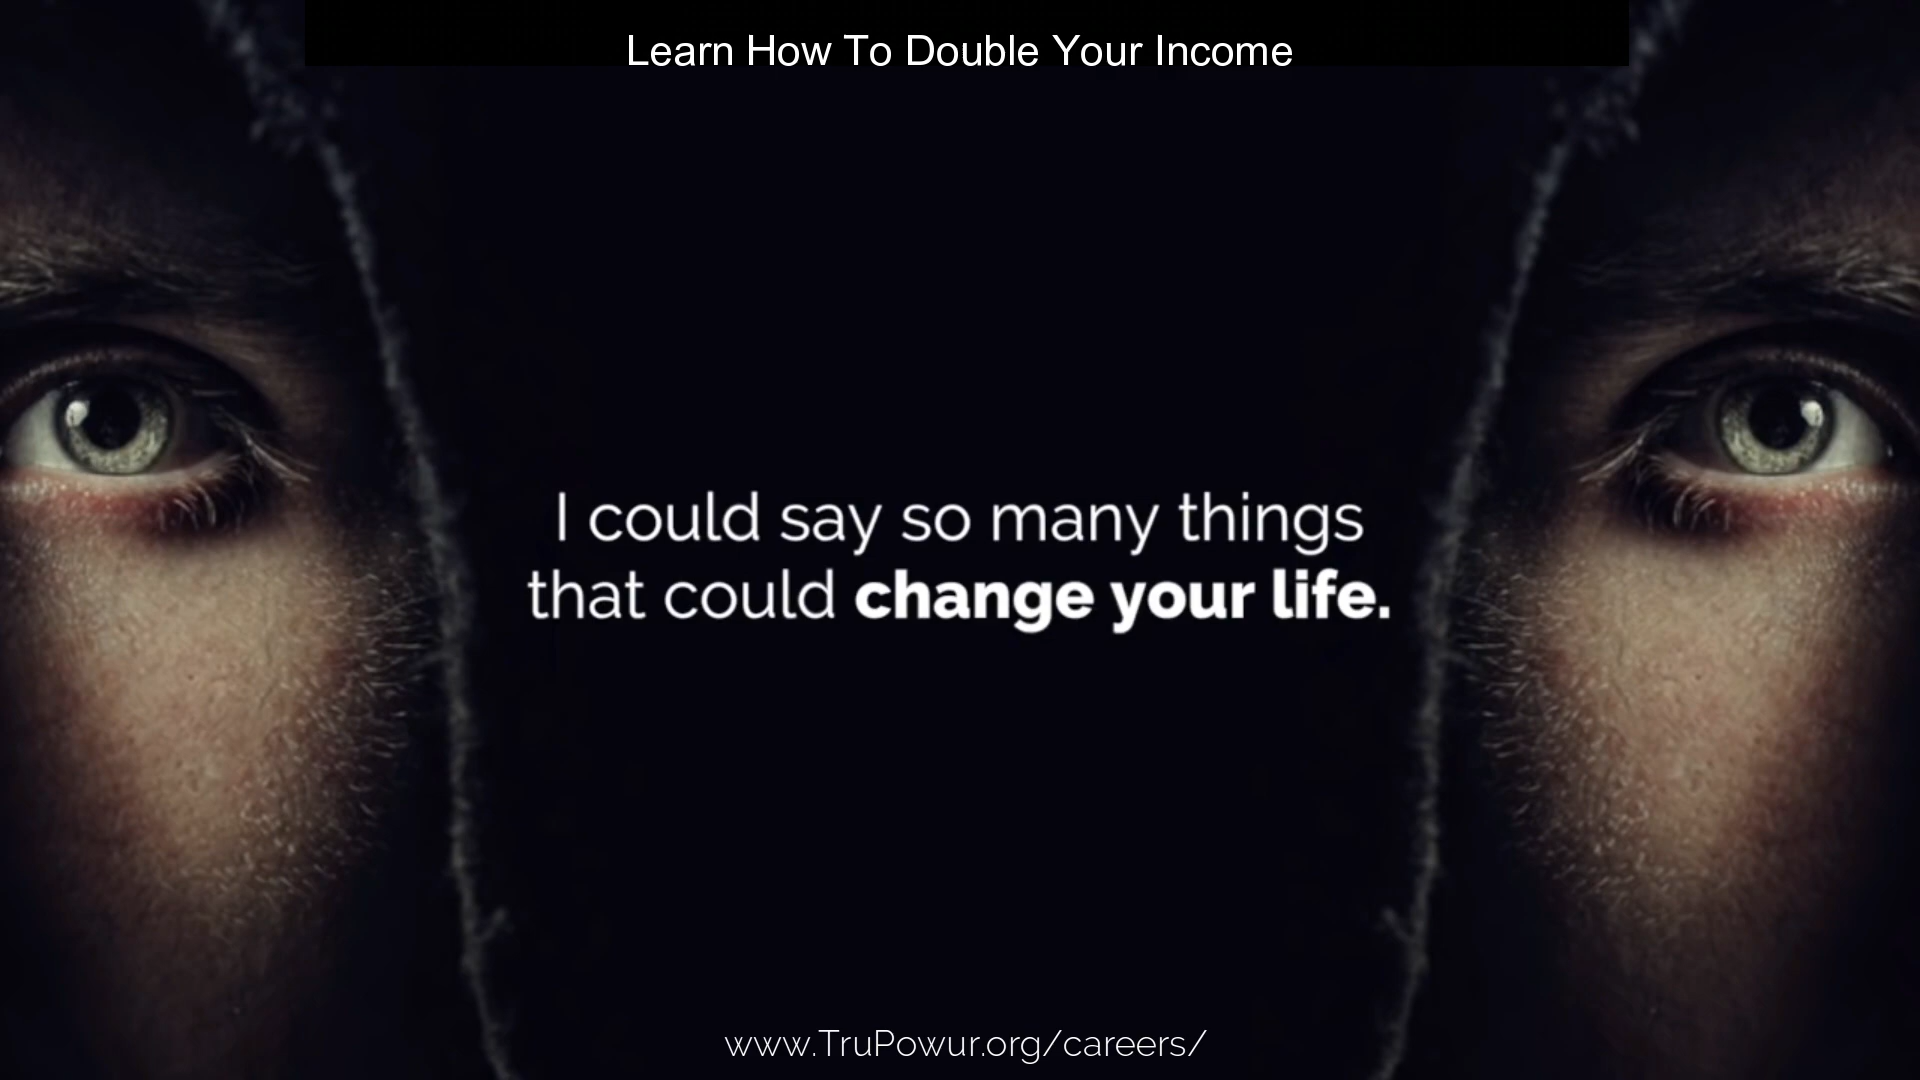 Learn How To Double Your Income
I could say so many things
that could change your life.
www.TruPowur.org/careers/